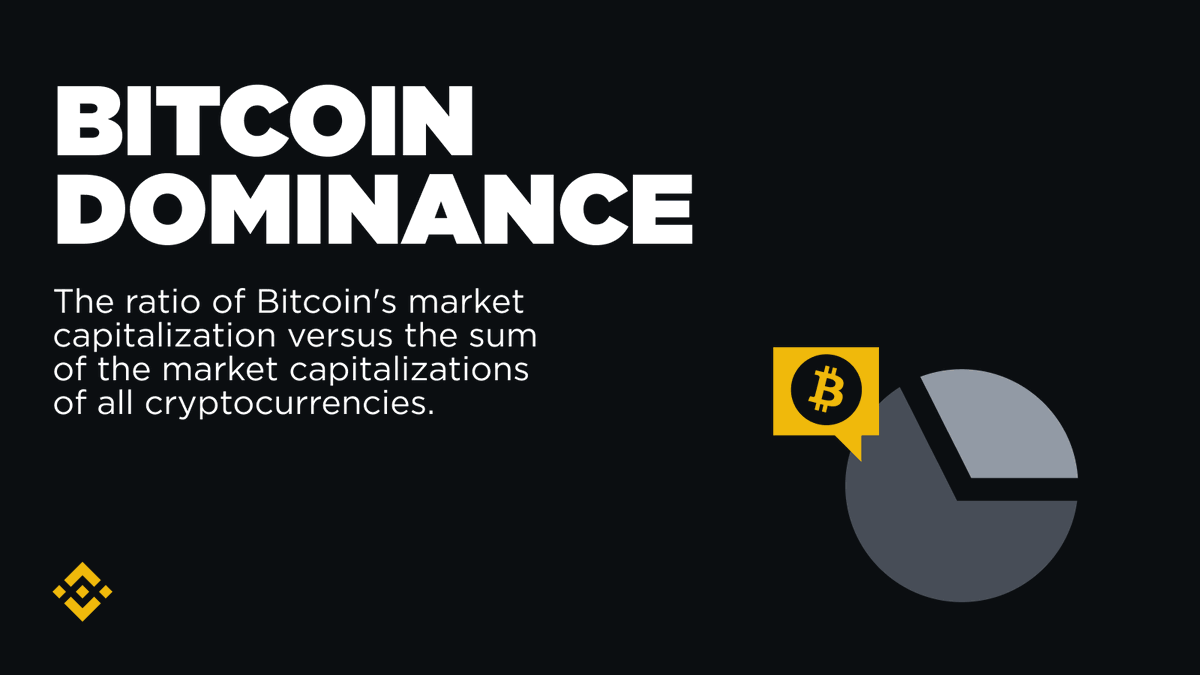 BITCOIN
DOMINANCE
The ratio of Bitcoin's market
capitalization versus the sum
of the market capitalizations
of all cryptocurrencies.